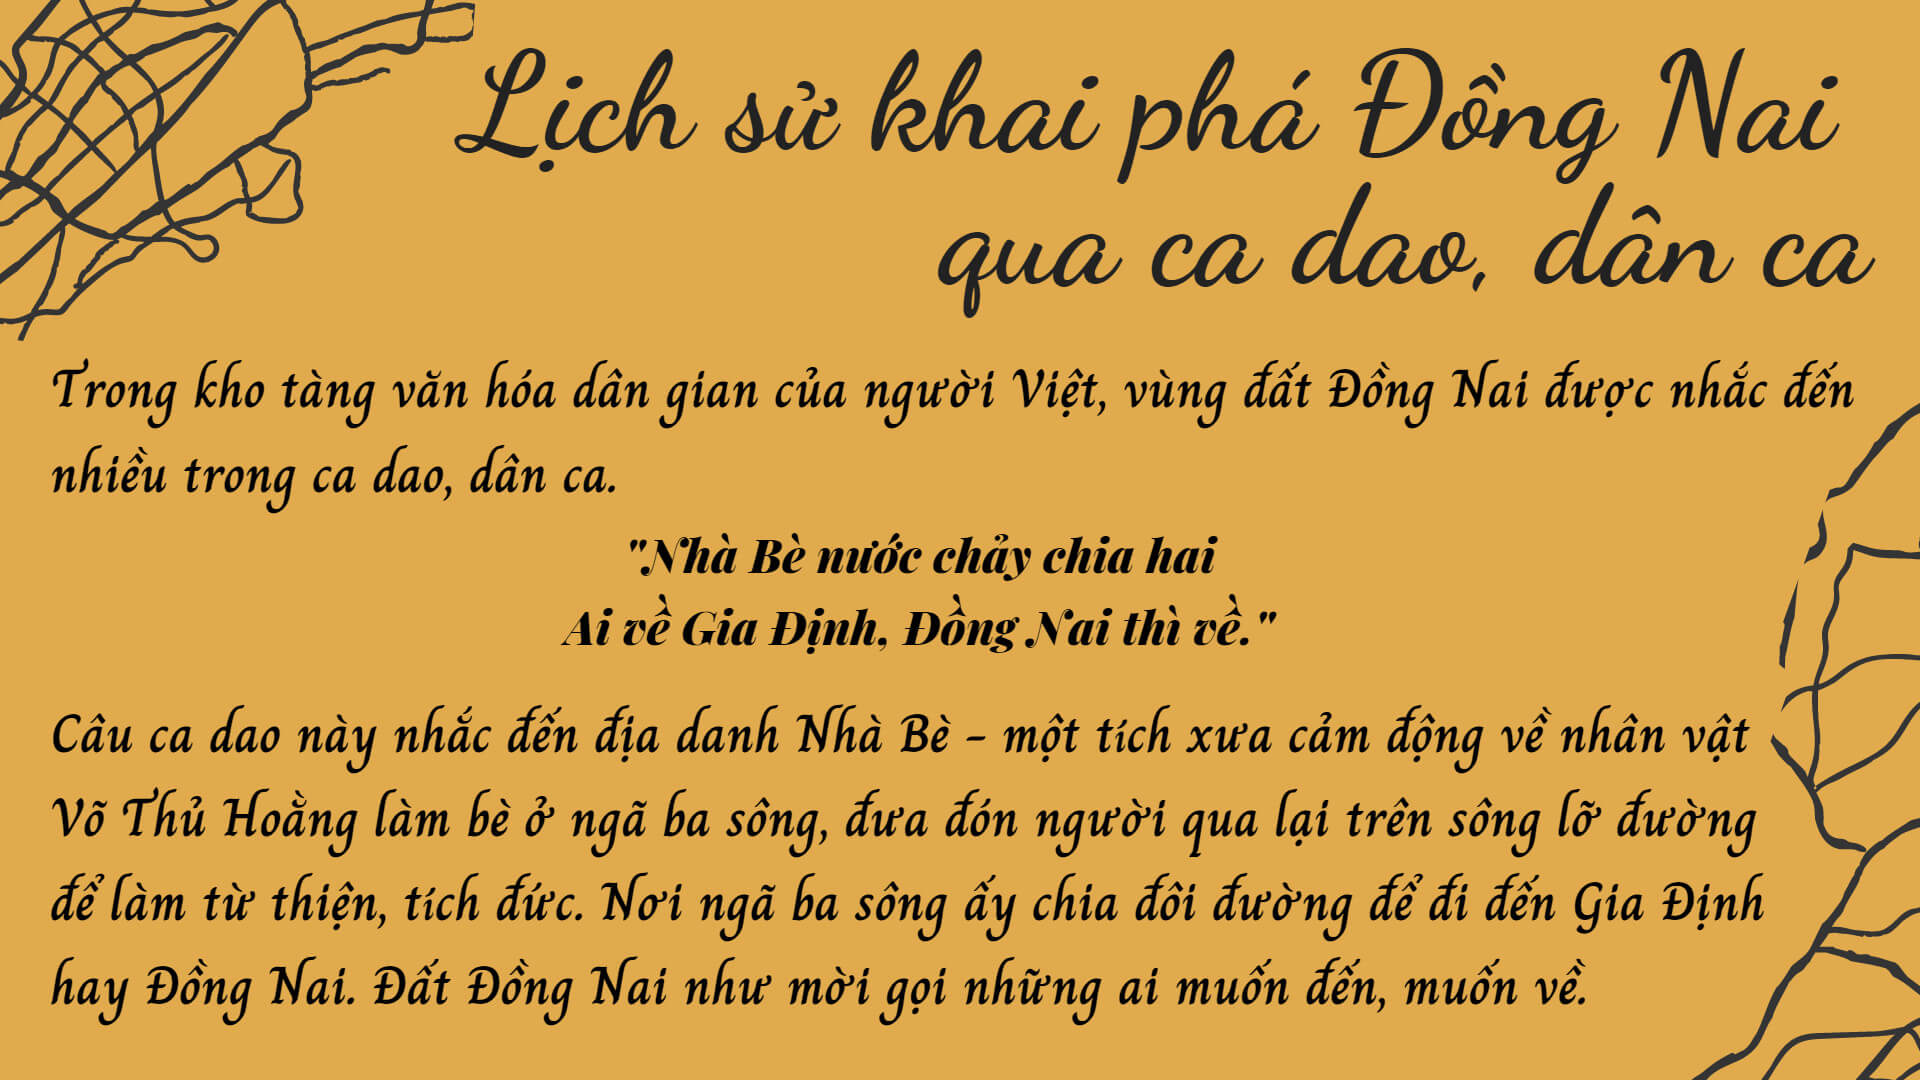 Lịch sử khai phá Đồng Nai
qua ca dao, dân ca
Trong kho tàng văn hóa dân gian của người Việt, vùng đất Đồng Nai được nhắc đến
nhiều trong ca dao, dân ca.
"Nhà Bè nước chảy chia hai
Ai về Gia Định, Đồng Nai thì về."
Câu ca dao này nhắc đến địa danh Nhà Bè – một tích xưa cảm động về nhân vật
Võ Thủ Hoằng làm bè ở ngã ba sông, đưa đón người qua lại trên sông lỡ đường
để làm từ thiện, tích đức. Nơi ngã ba sông ấy chia đôi đường để đi đến Gia Định
hay Đồng Nai. Đất Đồng Nai như mời gọi những ai muốn đến, muốn về.